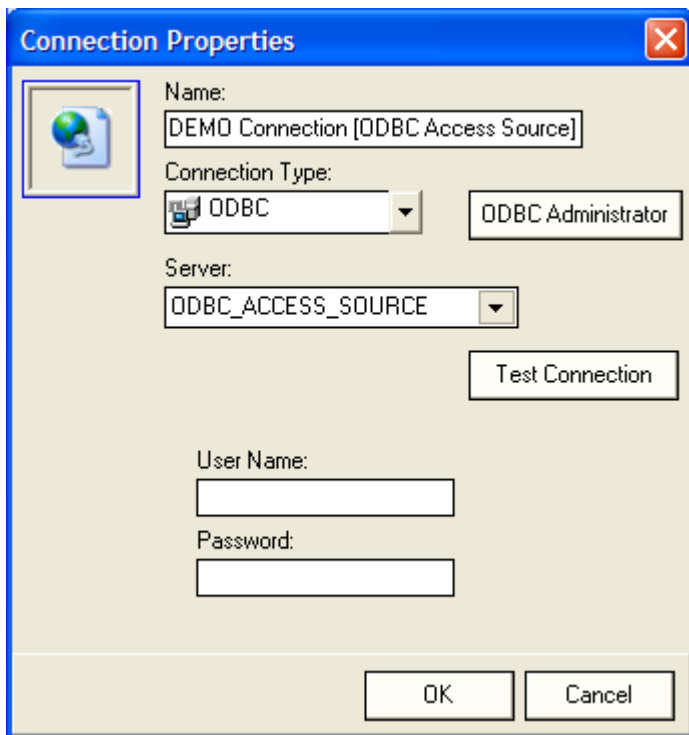 Connection Properties
Name:
DEMO Connection [ODBC Access Source]
Connection Type:
ODBC
ODBC Administrator
Server:
ODBC_ACCESS_SOURCE
Test Connection
User Name:
Password:
OK
Cancel